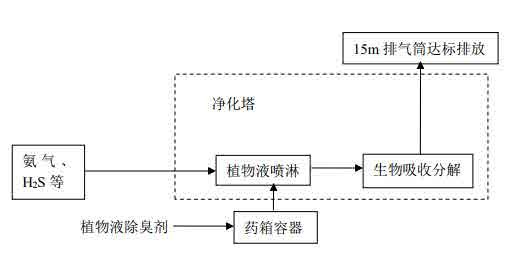 15m 排气筒达标排放
净化塔
氨气、
H₂S 等
植物液喷淋
生物吸收分解
植物液除臭剂
药箱容器